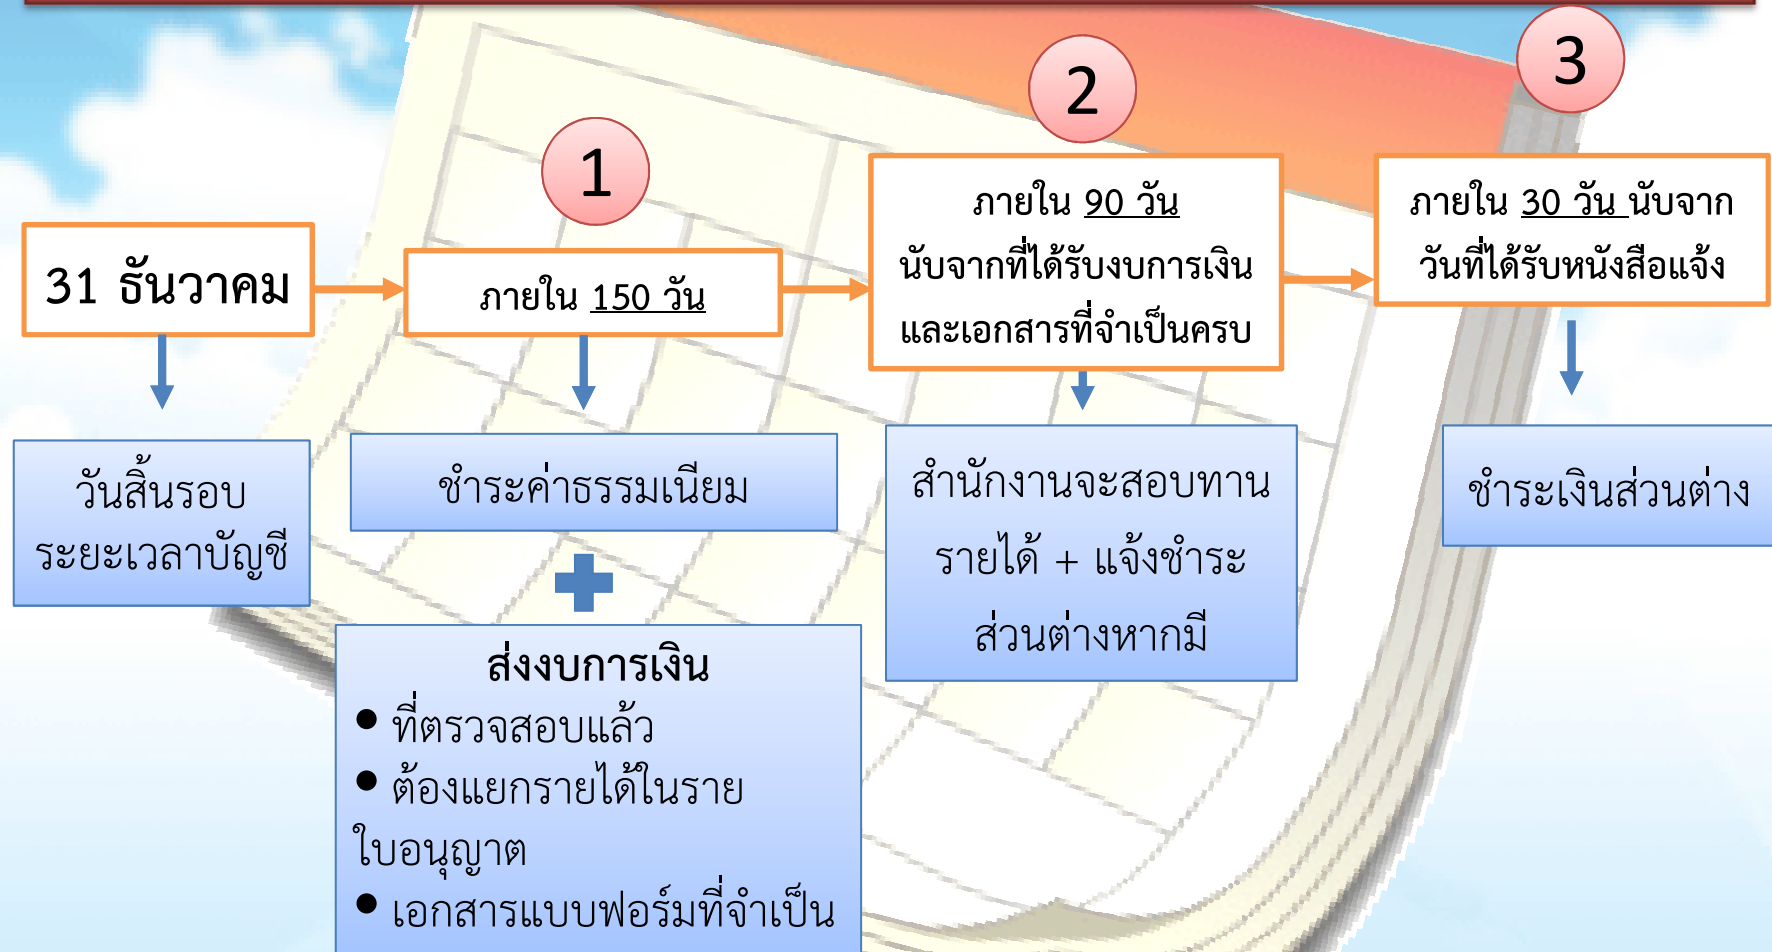 31 ธันวาคม
วันสิ้นรอบ
ระยะเวลาบัญชี
1
ภายใน 150 วัน
ชำระค่าธรรมเนียม
ส่งงบการเงิน
● ที่ตรวจสอบแล้ว
● ต้องแยกรายได้ในราย
ใบอนุญาต
● เอกสารแบบฟอร์มที่จำเป็น
2
ภายใน 90 วัน
นับจากที่ได้รับงบการเงิน
และเอกสารที่จำเป็นครบ
สำนักงานจะสอบทาน
รายได้ + แจ้งชำระ
ส่วนต่างหากมี
3
ภายใน 30 วัน นับจาก
วันที่ได้รับหนังสือแจ้ง
ชำระเงินส่วนต่าง